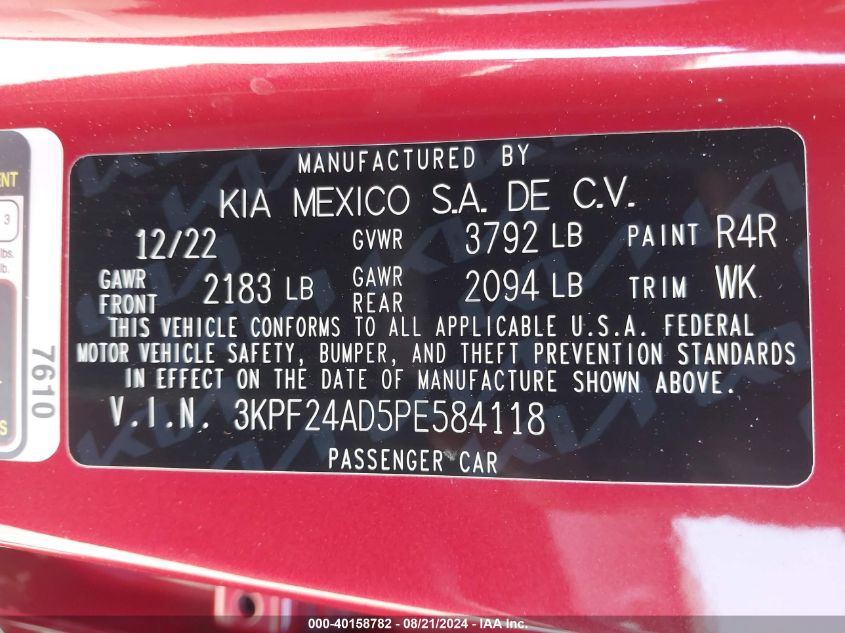 MANUFACTURED BY
KIA MEXICO S.A. DE C.V.
12/22 GVWR 3792 LB PAINT R4R
GAWR FRONT 2183 LB GAWR REAR 2094 LB TRIM WK
THIS VEHICLE CONFORMS TO ALL APPLICABLE U.S.A. FEDERAL
MOTOR VEHICLE SAFETY, BUMPER, AND THEFT PREVENTION STANDARDS
IN EFFECT ON THE DATE OF MANUFACTURE SHOWN ABOVE.
V.I.N. 3KPF24AD5PE584118
PASSENGER CAR
3
lbs.
lb.
7610
000-40158782 - 08/21/2024 - IAA Inc.